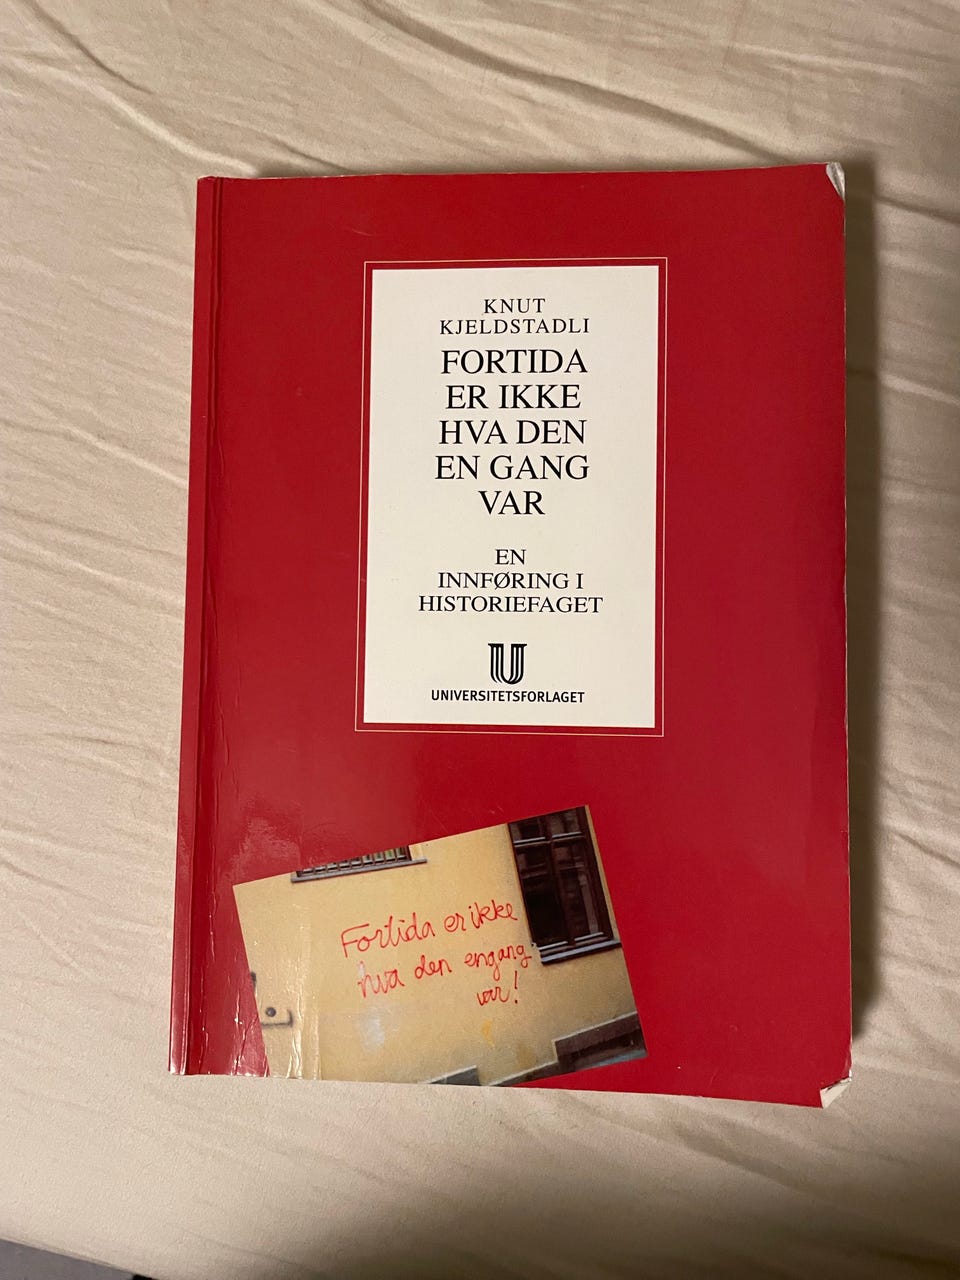 KNUT
KJELDSTADLI
FORTIDA
ER IKKE
HVA DEN
EN GANG
VAR
EN
INNFØRING I
HISTORIEFAGET
UNIVERSITETSFORLAGET
Fortida er ikke
hva den engang
var!